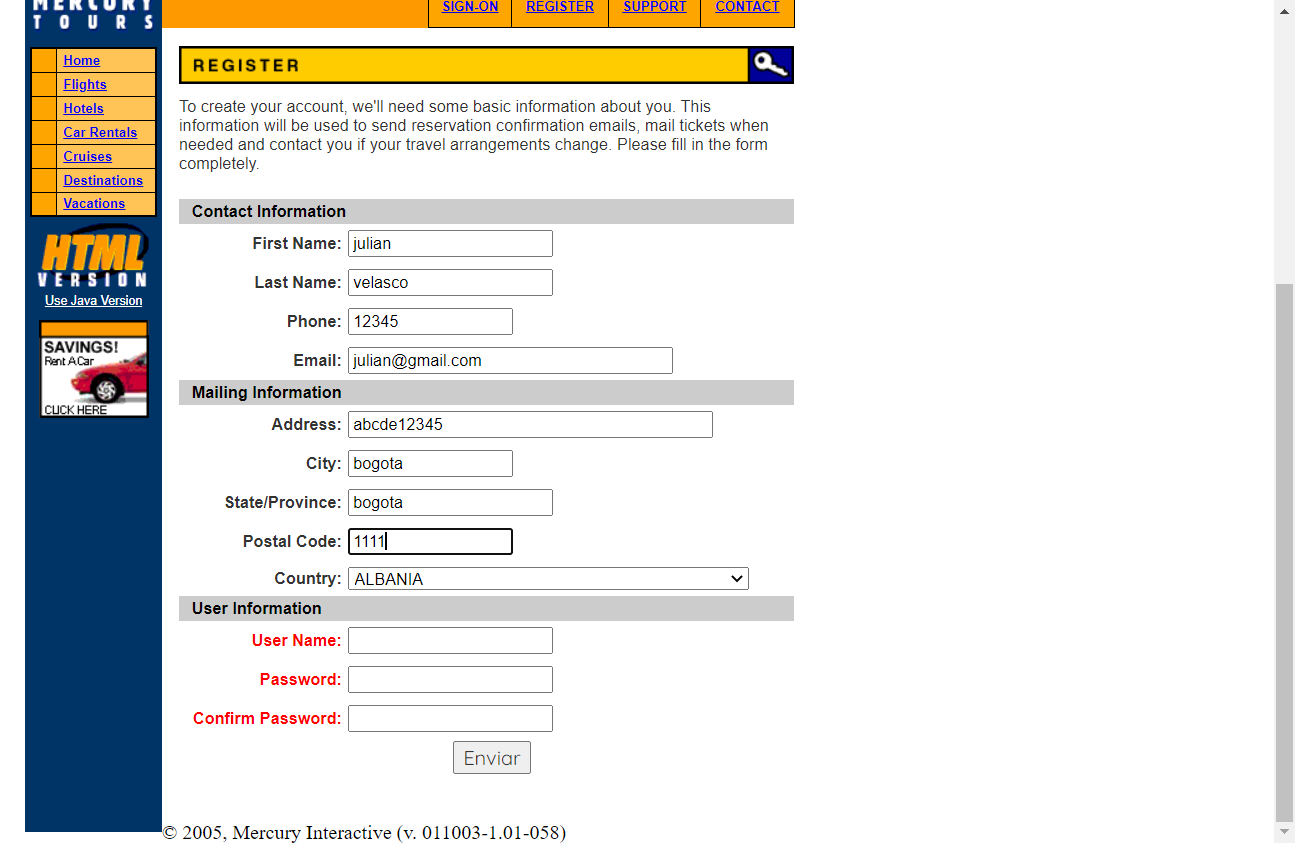 MERCURY
TOURS
SIGN-ON REGISTER SUPPORT CONTACT
Home
Flights
Hotels
Car Rentals
Cruises
Destinations
Vacations
HTML
VERSION
Use Java Version
SAVINGS!
Rent A Car
CLICK HERE
REGISTER
To create your account, we'll need some basic information about you. This
information will be used to send reservation confirmation emails, mail tickets when
needed and contact you if your travel arrangements change. Please fill in the form
completely.
Contact Information
First Name: julian
Last Name: velasco
Phone: 12345
Email: julian@gmail.com
Mailing Information
Address: abcde12345
City: bogota
State/Province: bogota
Postal Code: 1111
Country: ALBANIA
User Information
User Name:
Password:
Confirm Password:
Enviar
© 2005, Mercury Interactive (v. 011003-1.01-058)